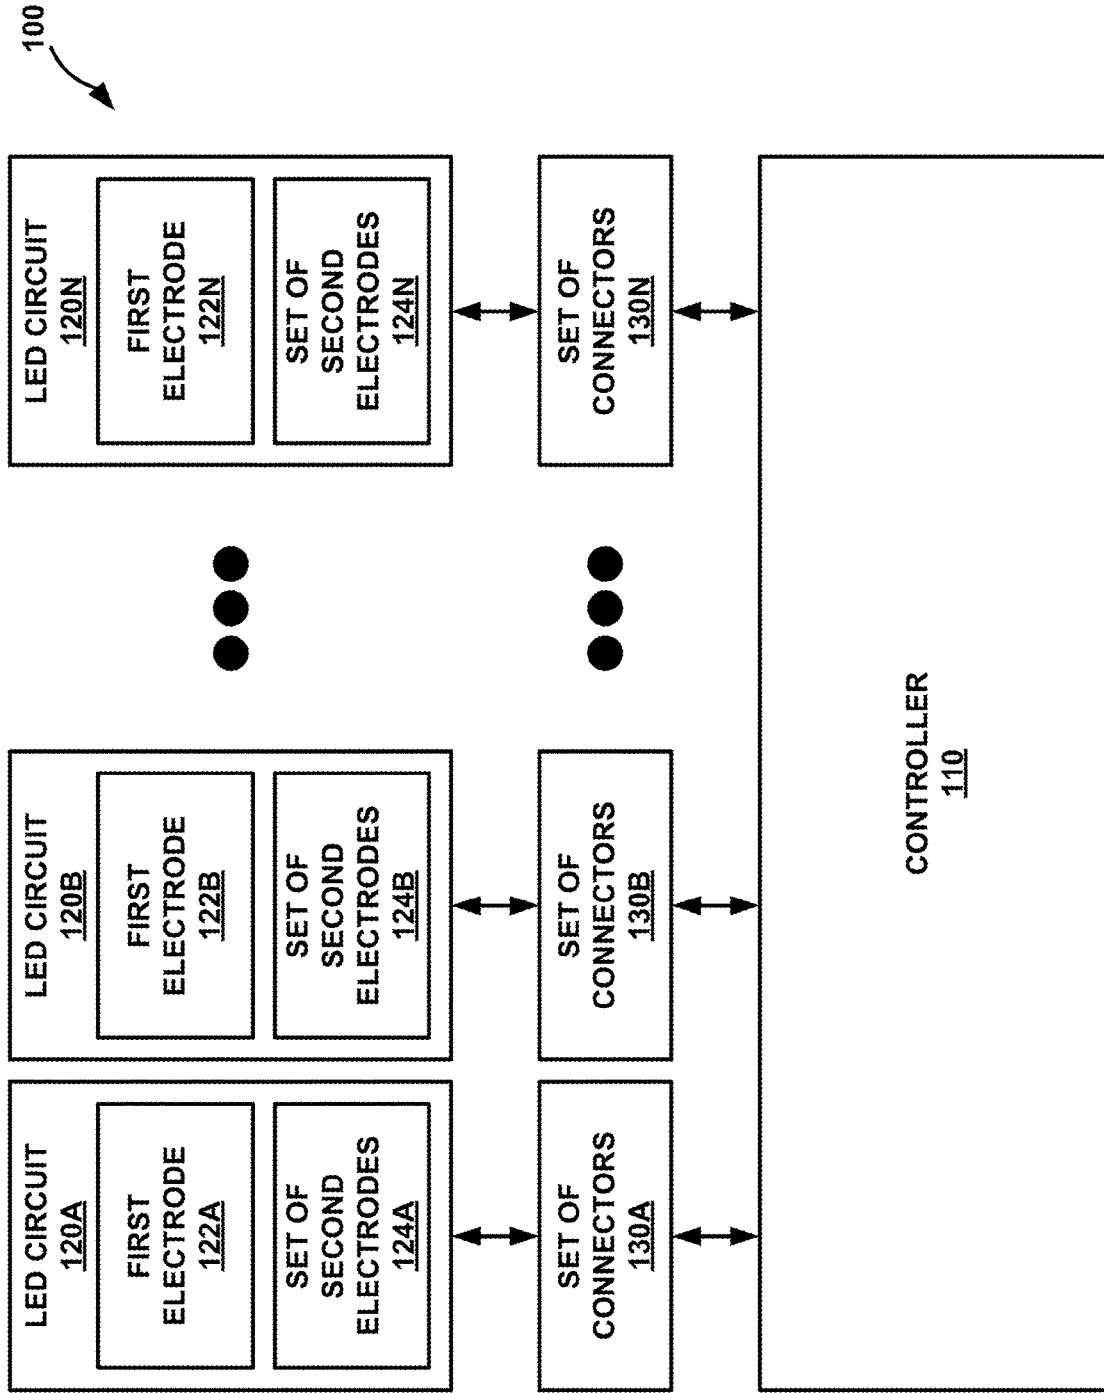 100
LED CIRCUIT
120A
FIRST
ELECTRODE
122A
SET OF
SECOND
ELECTRODES
124A
SET OF
CONNECTORS
130A
LED CIRCUIT
120B
FIRST
ELECTRODE
122B
SET OF
SECOND
ELECTRODES
124B
SET OF
CONNECTORS
130B
LED CIRCUIT
120N
FIRST
ELECTRODE
122N
SET OF
SECOND
ELECTRODES
124N
SET OF
CONNECTORS
130N
CONTROLLER
110